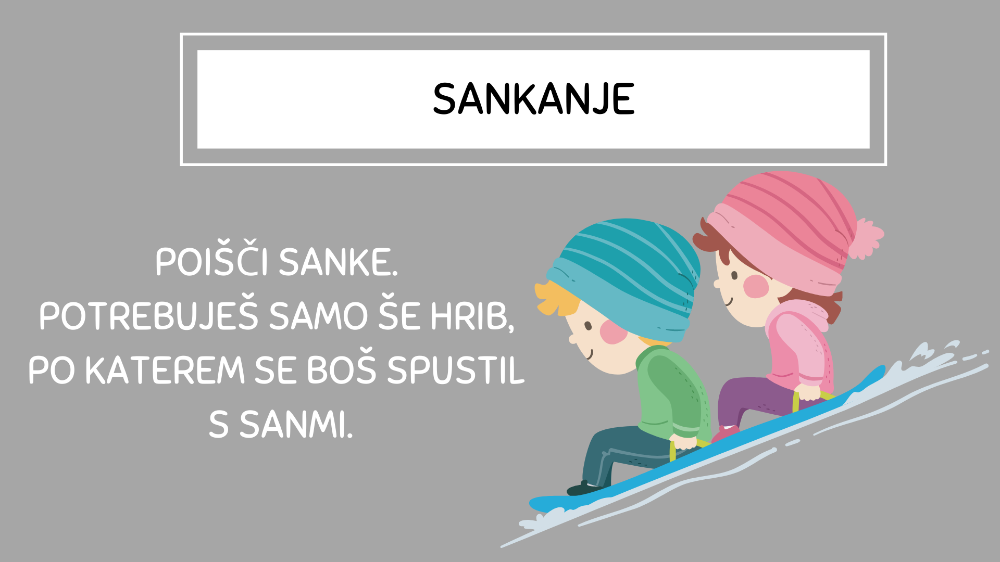 SANKANJE
POIŠČI SANKE.
POTREBUJEŠ SAMO ŠE HRIB,
PO KATEREM SE BOŠ SPUSTIL
S SANMI.